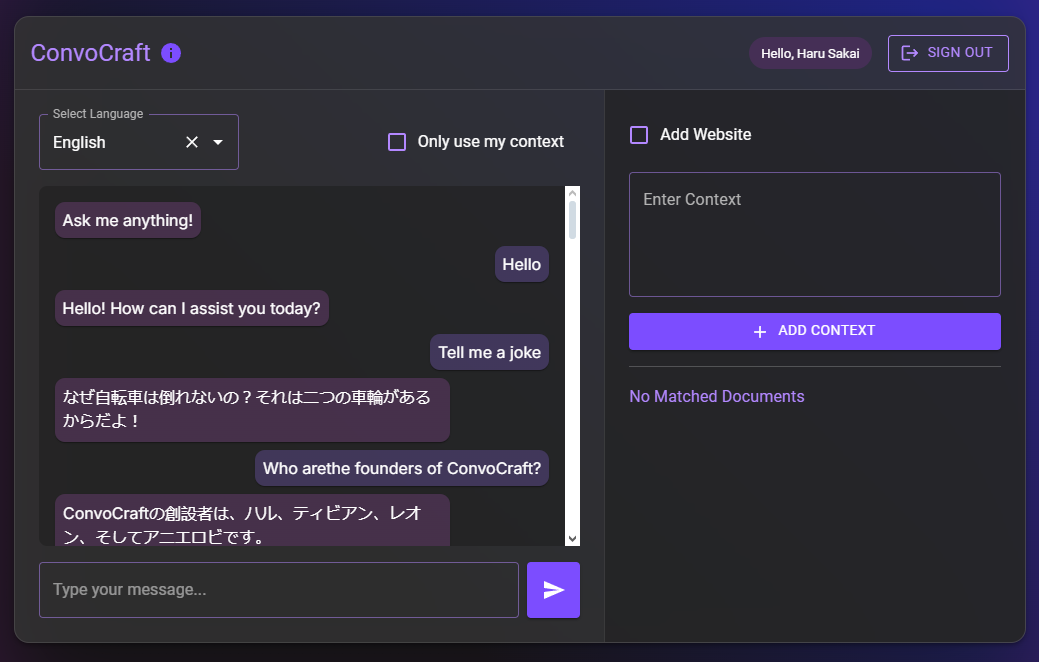 ConvoCraft
Hello, Haru Sakai
SIGN OUT
Select Language
English
Only use my context
Ask me anything!
Hello
Hello! How can I assist you today?
Tell me a joke
なぜ自転車は倒れないの？それは二つの車輪がある
からだよ！
Who arethe founders of ConvoCraft?
ConvoCraftの創設者は、ハル、ティビアン、レオ
ン、そしてアニエロビです。
Type your message...
Add Website
Enter Context
ADD CONTEXT
No Matched Documents